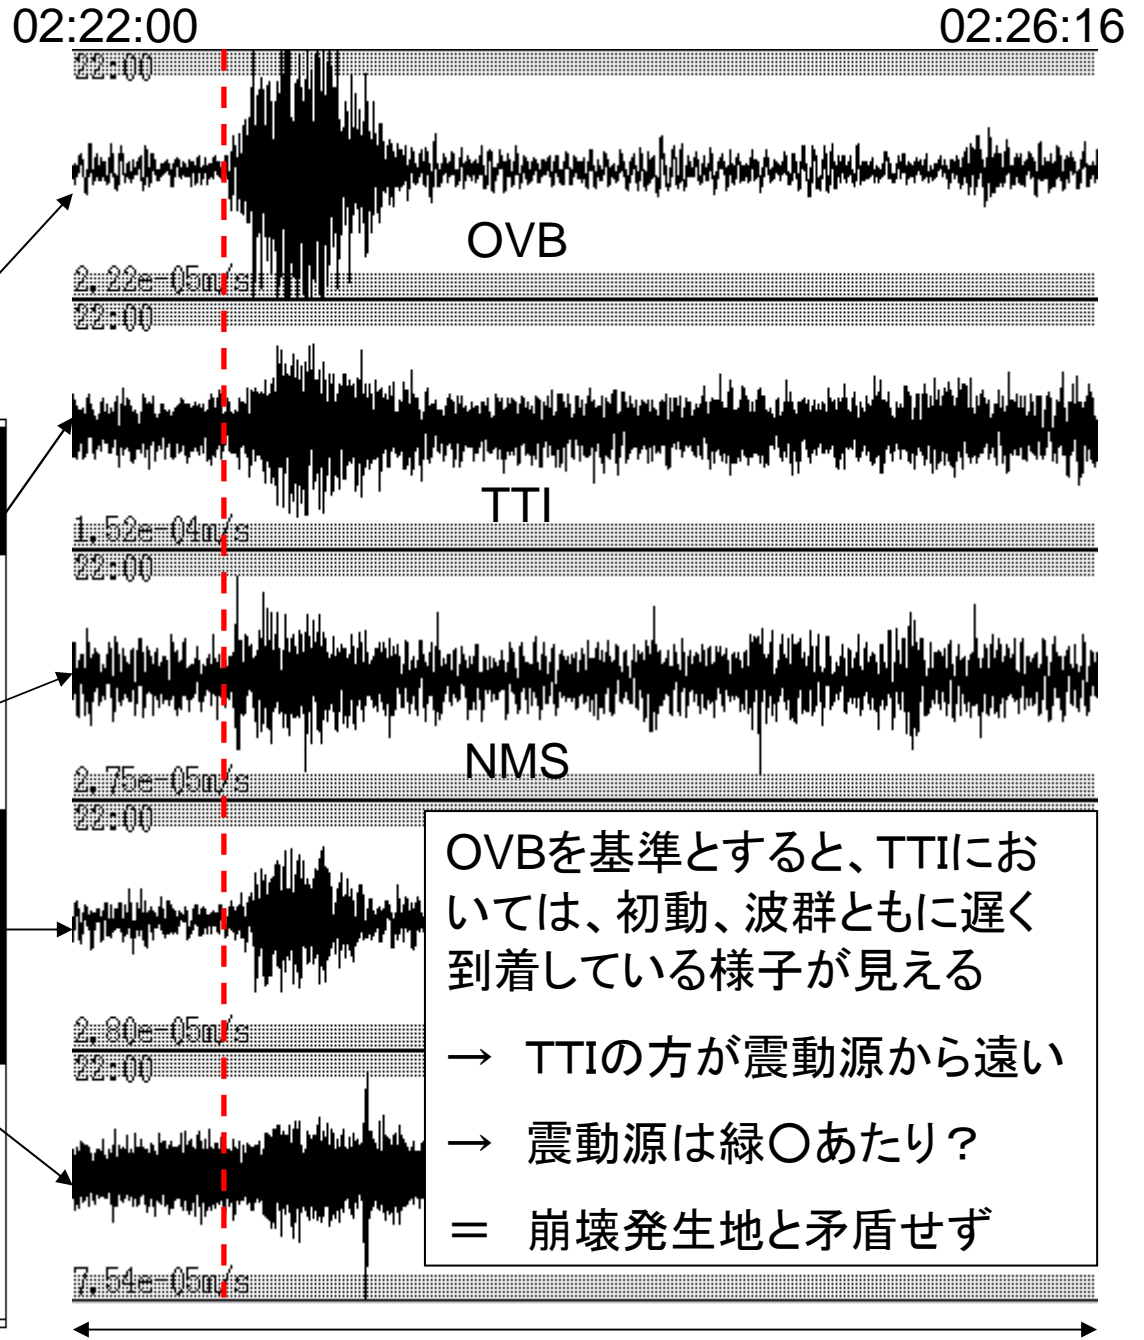 02:22:00 02:26:16
22:00
OVB
2.22e-05m/s
22:00
TTI
1.52e-04m/s
22:00
NMS
2.75e-05m/s
22:00
OVBを基準とすると、TTIにお
いては、初動、波群ともに遅く
到着している様子が見える
→ TTIの方が震動源から遠い
→ 震動源は緑○あたり？
＝ 崩壊発生地と矛盾せず
2.80e-05m/s
22:00
7.54e-05m/s